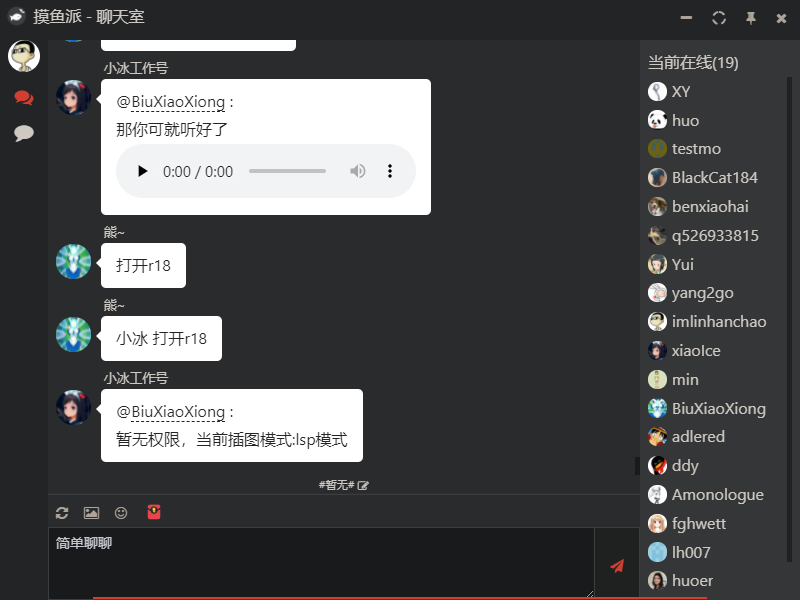 摸鱼派 - 聊天室
小冰工作号
@BiuXiaoXiong :
那你可就听好了
0:00 / 0:00
熊~
打开r18
熊~
小冰 打开r18
小冰工作号
@BiuXiaoXiong :
暂无权限，当前插图模式:lsp模式
#暂无#
简单聊聊
当前在线(19)
XY
huo
testmo
BlackCat184
benxiaohai
q526933815
Yui
yang2go
imlinhanchao
xiaoIce
min
BiuXiaoXiong
adlered
ddy
Amonologue
fghwett
lh007
huoer